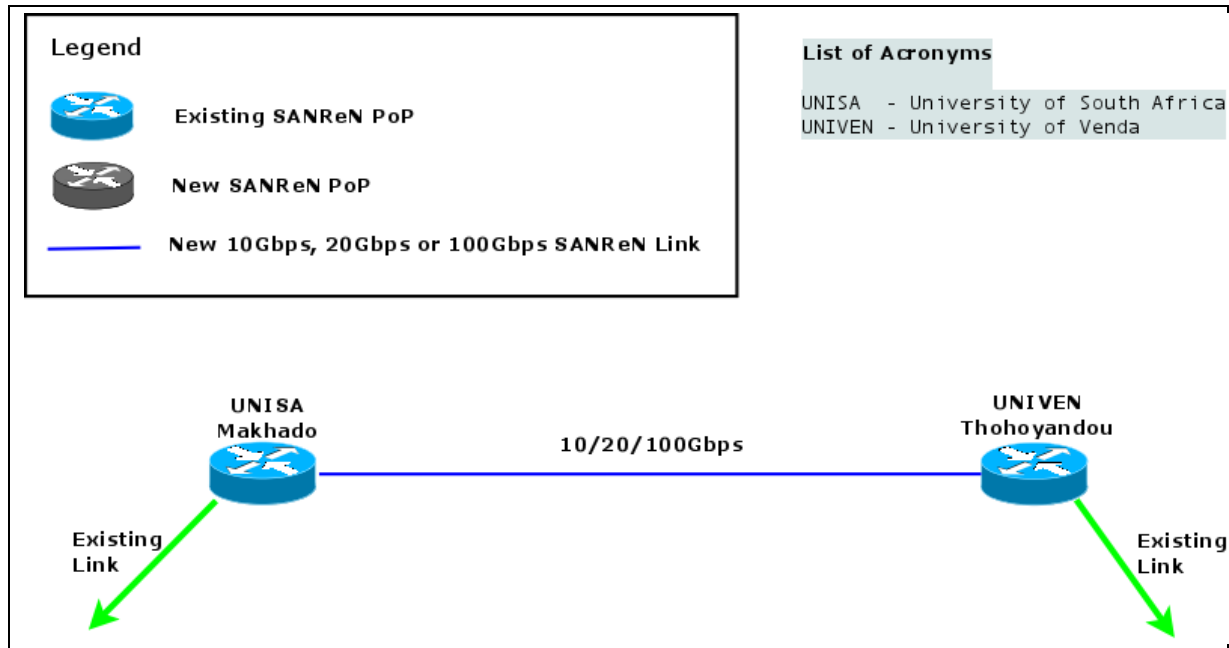 Legend
Existing SANReN PoP
New SANReN PoP
New 10Gbps, 20Gbps or 100Gbps SANReN Link
List of Acronyms
UNISA - University of South Africa
UNIVEN - University of Venda
UNISA
Makhado
10/20/100Gbps
UNIVEN
Thohoyandou
Existing
Link
Existing
Link